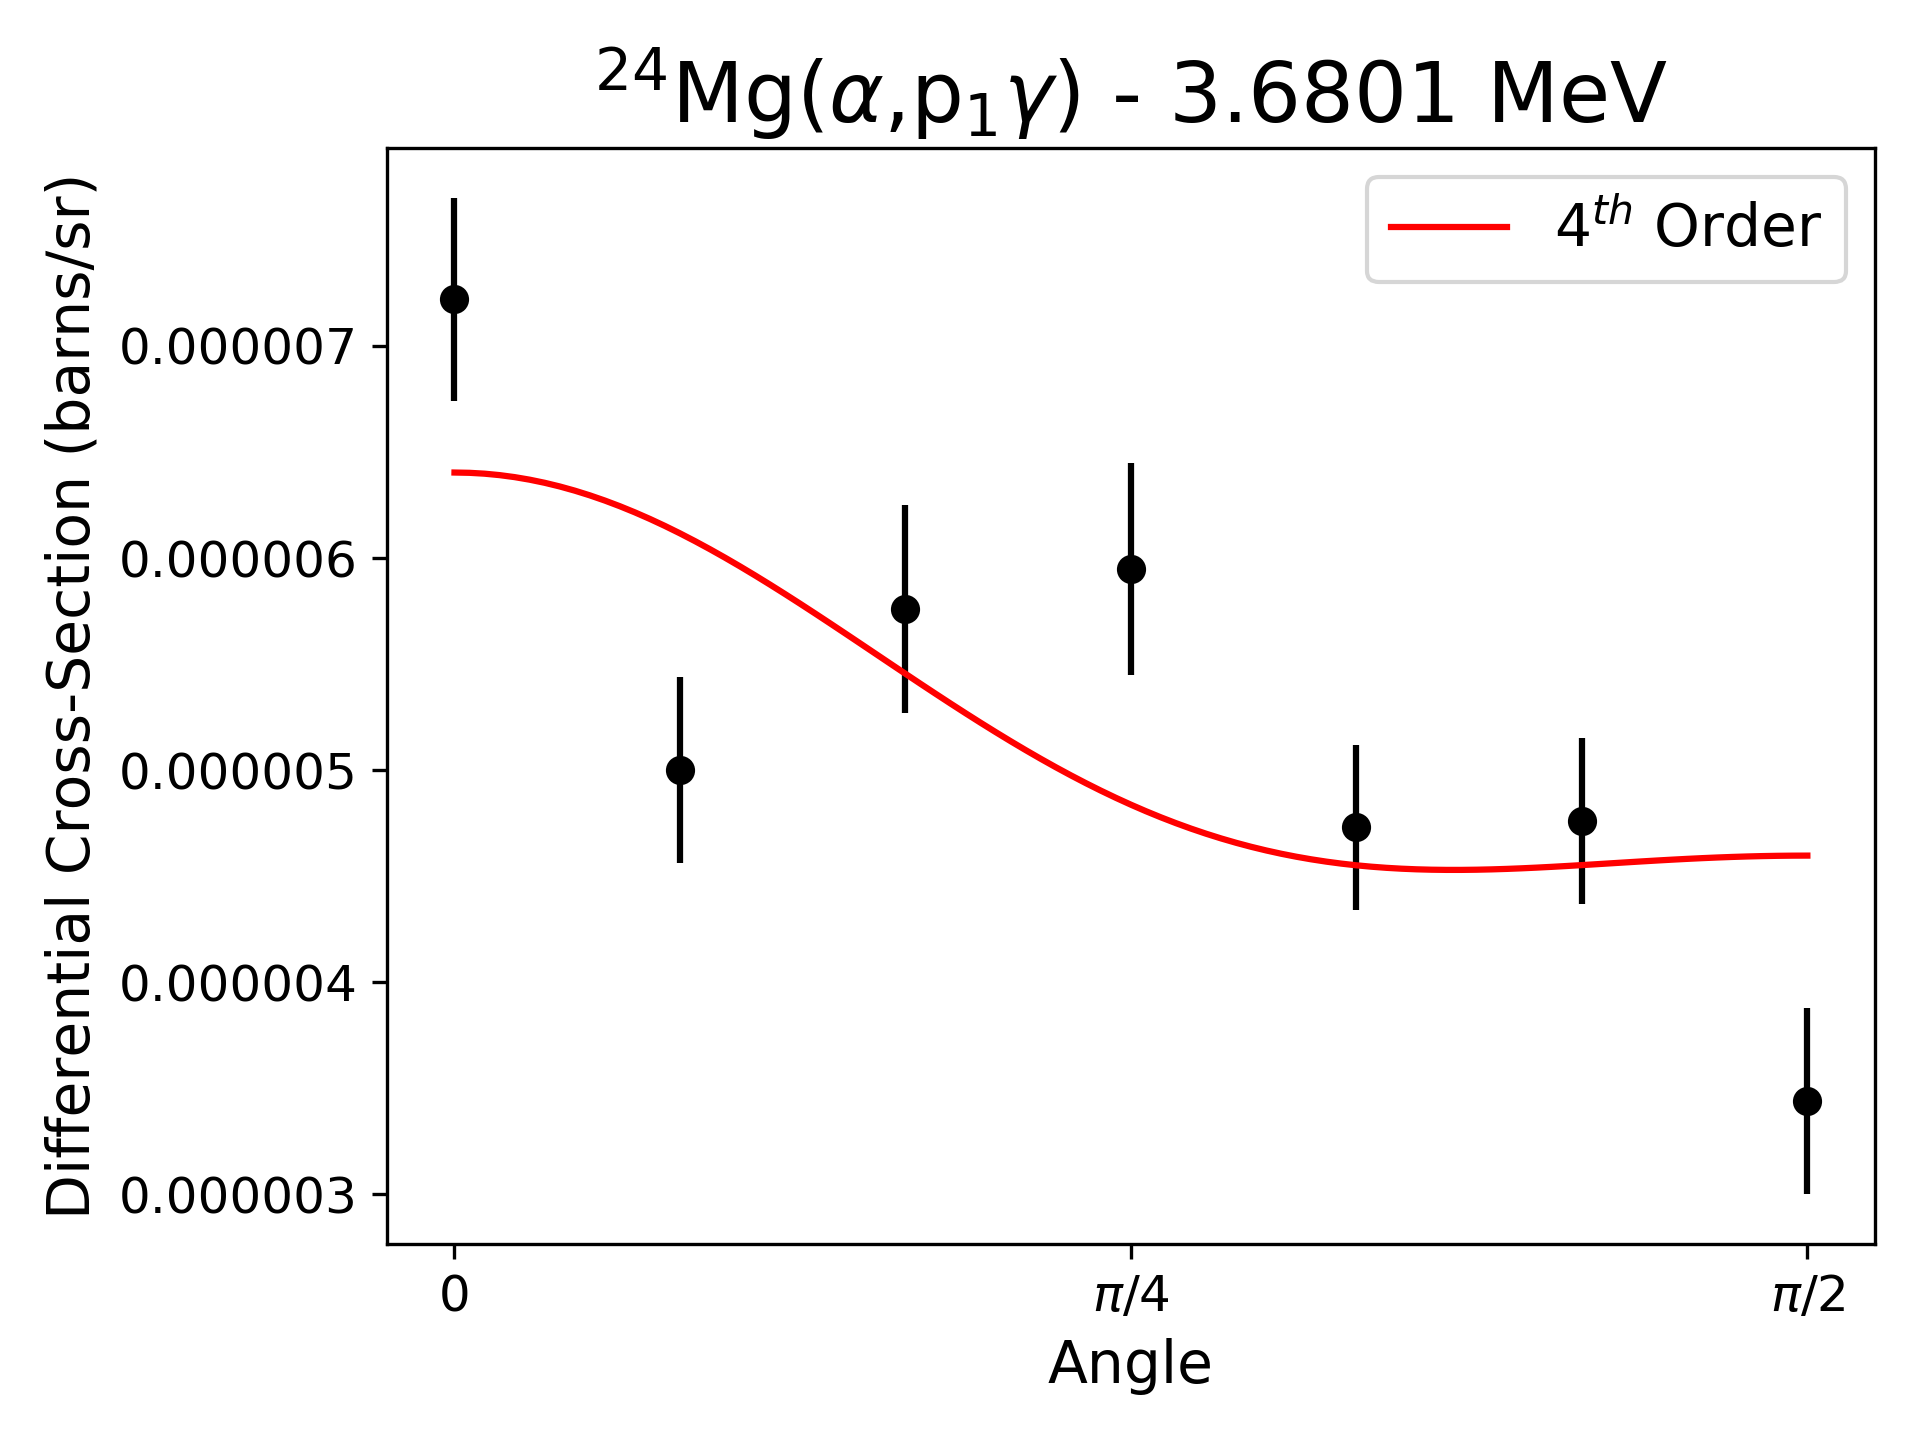 ²⁴Mg(α,p₁γ) - 3.6801 MeV
4ᵗʰ Order
Differential Cross-Section (barns/sr)
0.000007
0.000006
0.000005
0.000004
0.000003
0
π/4
π/2
Angle